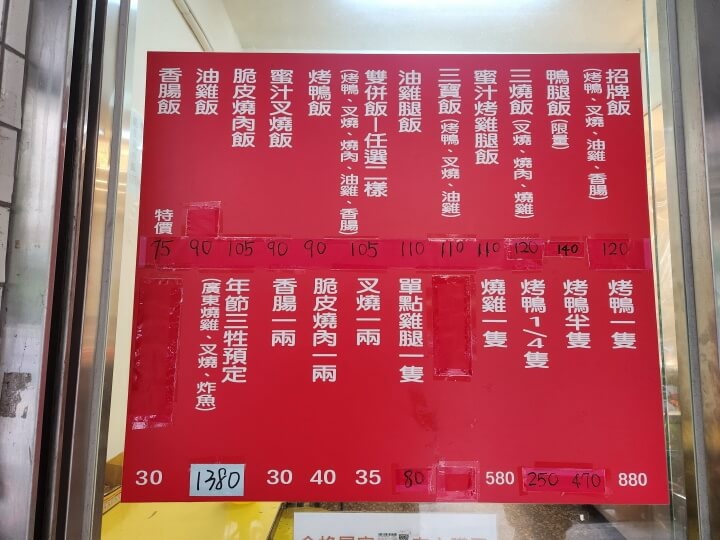 招牌飯
(烤鴨、叉燒、油雞、香腸)
120
鴨腿飯(限量)
140
三燒飯(叉燒、燒肉、燒雞)
120
蜜汁烤雞腿飯
110
三寶飯(烤鴨、叉燒、油雞)
110
油雞腿飯
110
雙併飯—任選二樣
(烤鴨、叉燒、燒肉、油雞、香腸)
105
烤鴨飯
90
蜜汁叉燒飯
90
脆皮燒肉飯
105
油雞飯
90
香腸飯
特價
75
烤鴨一隻
880
烤鴨半隻
470
烤鴨1/4隻
250
燒雞一隻
580
單點雞腿一隻
80
叉燒一兩
35
脆皮燒肉一兩
40
香腸一兩
30
年節三牲預定
(廣東燒雞、叉燒、炸魚)
1380
30